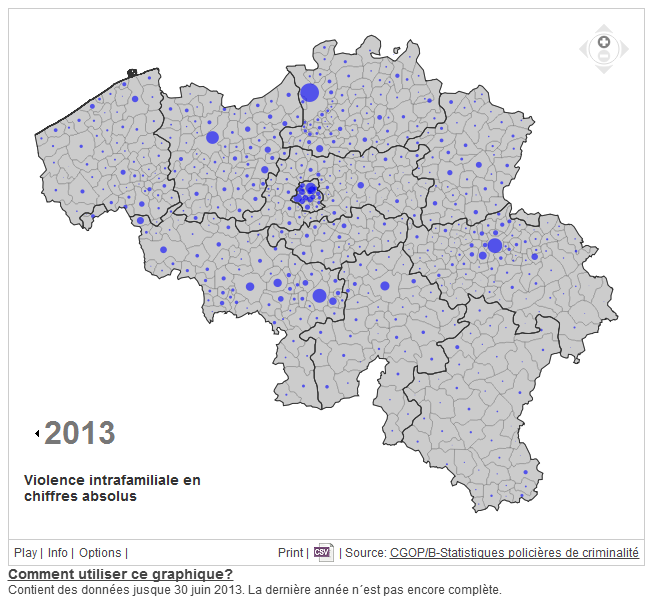 2013
Violence intrafamiliale en
chiffres absolus
Play | Info | Options | Print | CSV | Source: CGOP/B-Statistiques policières de criminalité
Comment utiliser ce graphique?
Contient des données jusque 30 juin 2013. La dernière année n´est pas encore complète.